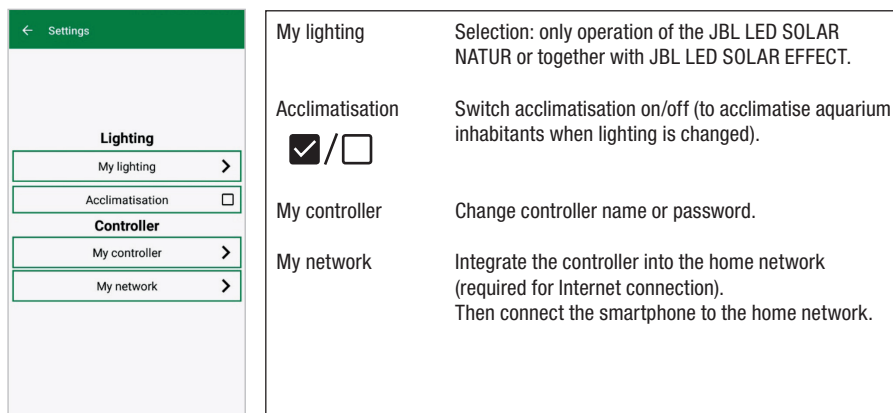 Settings
Lighting
My lighting
Acclimatisation
Controller
My controller
My network
My lighting Selection: only operation of the JBL LED SOLAR
NATUR or together with JBL LED SOLAR EFFECT.
Acclimatisation Switch acclimatisation on/off (to acclimatise aquarium
inhabitants when lighting is changed).
/
My controller Change controller name or password.
My network Integrate the controller into the home network
(required for Internet connection).
Then connect the smartphone to the home network.